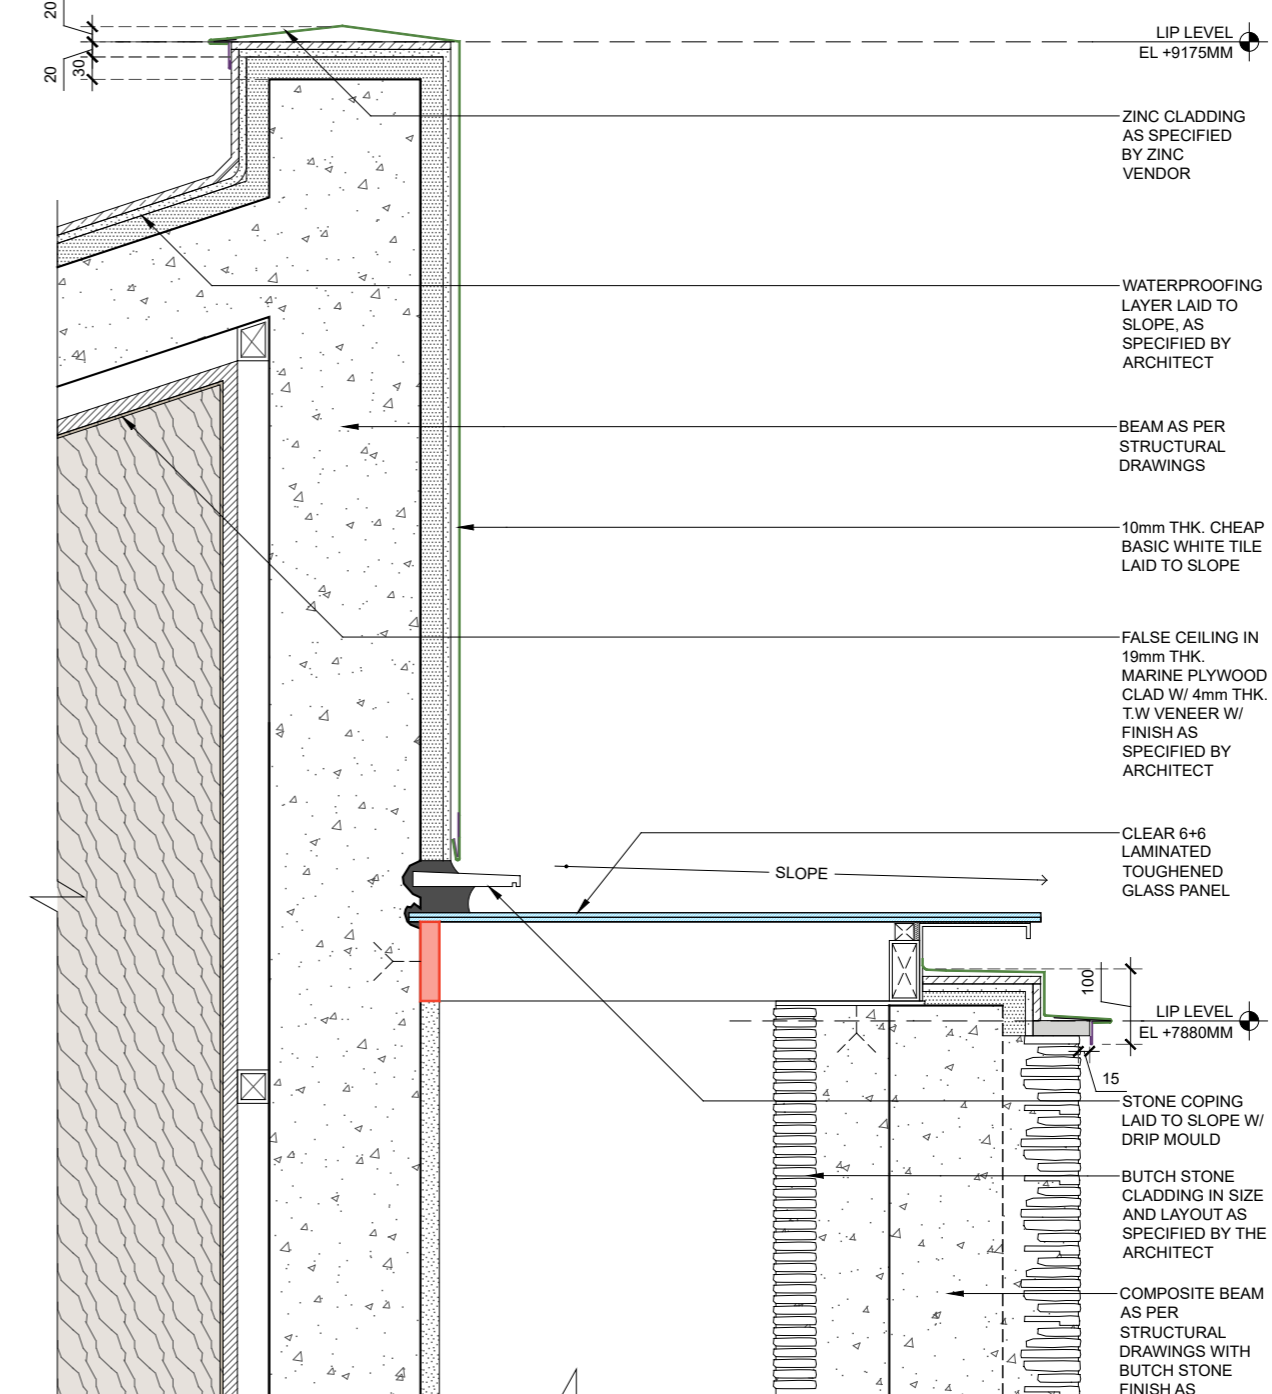 20
20
30
LIP LEVEL
EL +9175MM
ZINC CLADDING
AS SPECIFIED
BY ZINC
VENDOR
WATERPROOFING
LAYER LAID TO
SLOPE, AS
SPECIFIED BY
ARCHITECT
BEAM AS PER
STRUCTURAL
DRAWINGS
10mm THK. CHEAP
BASIC WHITE TILE
LAID TO SLOPE
FALSE CEILING IN
19mm THK.
MARINE PLYWOOD
CLAD W/ 4mm THK.
T.W VENEER W/
FINISH AS
SPECIFIED BY
ARCHITECT
CLEAR 6+6
LAMINATED
TOUGHENED
GLASS PANEL
SLOPE
100
LIP LEVEL
EL +7880MM
15
STONE COPING
LAID TO SLOPE W/
DRIP MOULD
BUTCH STONE
CLADDING IN SIZE
AND LAYOUT AS
SPECIFIED BY THE
ARCHITECT
COMPOSITE BEAM
AS PER
STRUCTURAL
DRAWINGS WITH
BUTCH STONE
FINISH AS